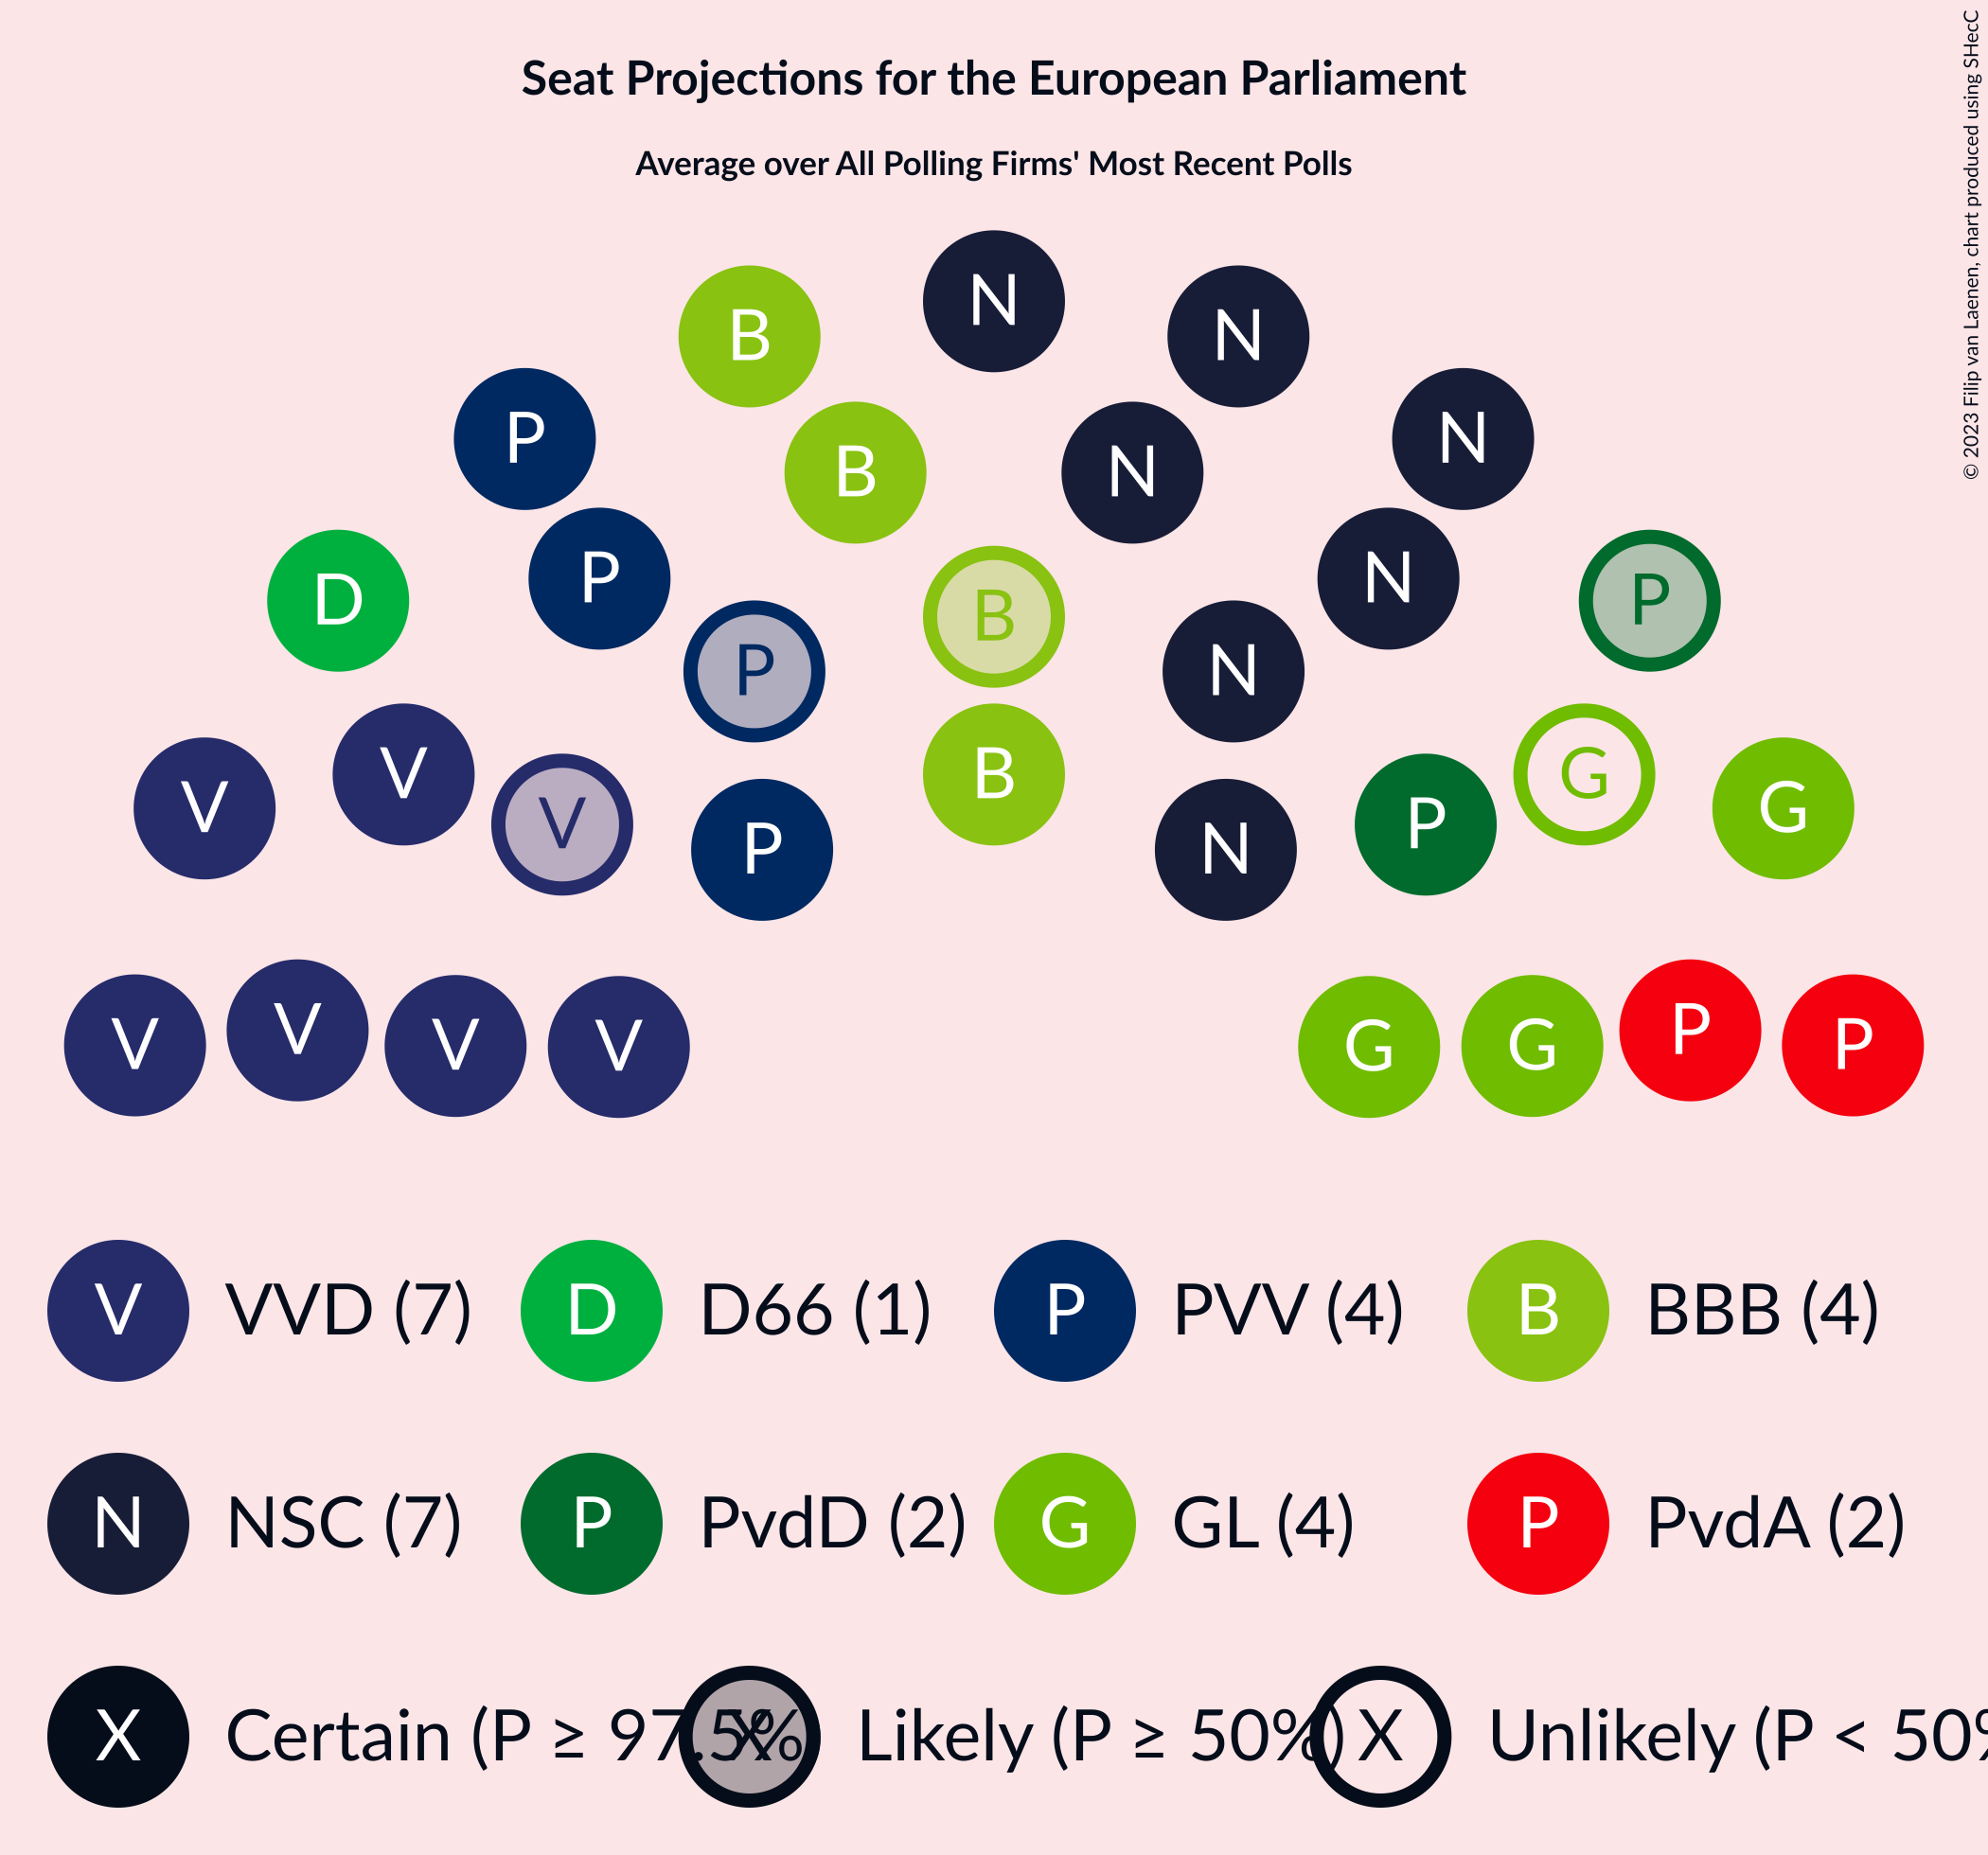 Seat Projections for the European Parliament
Average over All Polling Firms' Most Recent Polls
© 2023 Filip van Laenen, chart produced using SHecC
N
B N
P N
B N
P N
D P
B
P N
V V B G G
V P P
P N
V V
V V G G P P
V VVD (7) D D66 (1) P PVV (4) B BBB (4)
N NSC (7) P PvdD (2) G GL (4) P PvdA (2)
X Certain (P ≥ 97.5% X Likely (P ≥ 50%) X Unlikely (P < 50%